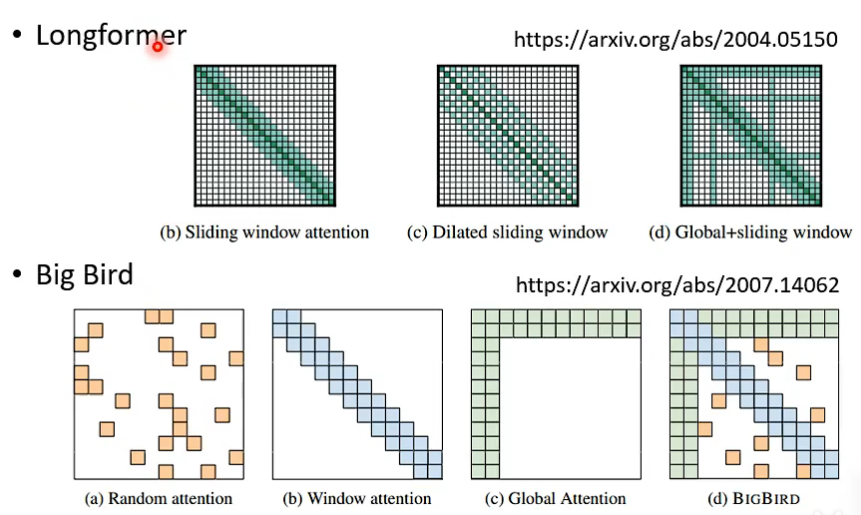 • Longformer
https://arxiv.org/abs/2004.05150
(b) Sliding window attention
(c) Dilated sliding window
(d) Global+sliding window
• Big Bird
https://arxiv.org/abs/2007.14062
(a) Random attention
(b) Window attention
(c) Global Attention
(d) BIGBIRD